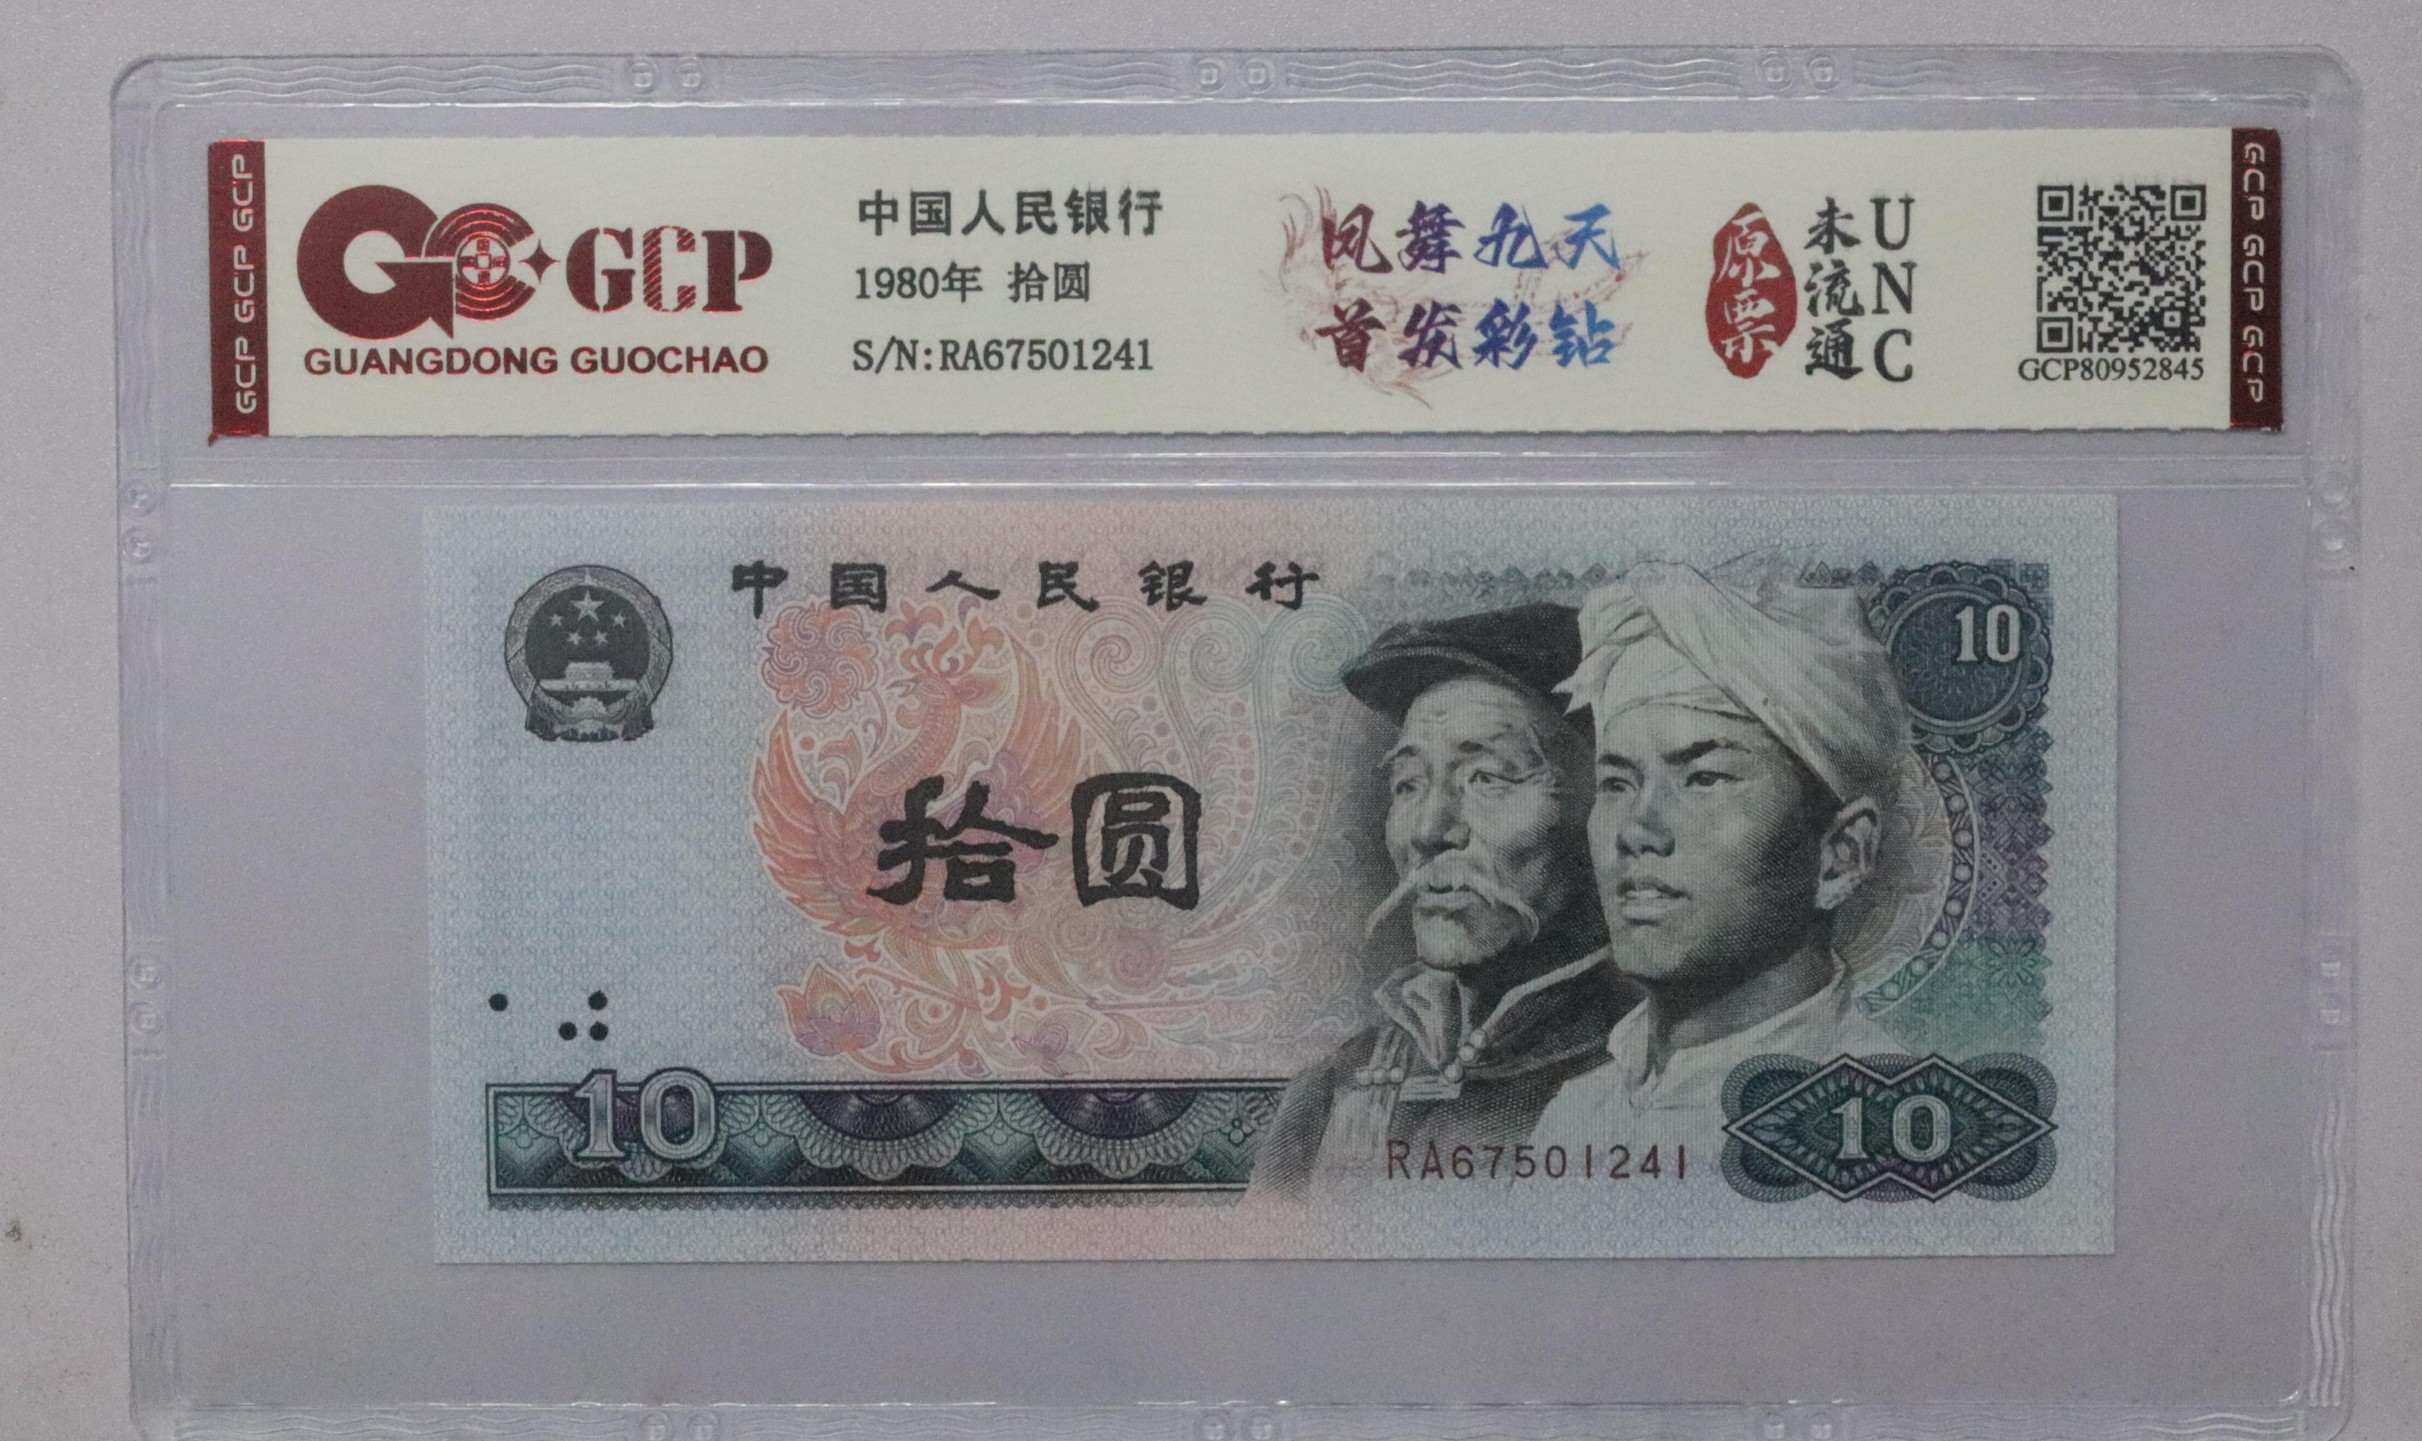 GCP GCP GCP
GCP
GUANGDONG GUOCHAO
中国人民银行
1980年 拾圆
S/N:RA67501241
凤舞九天
首发彩钻
原票
未流通
UNC
GCP80952845
GCP GCP GCP
中国人民银行
10
拾圆
10
RA67501241
10